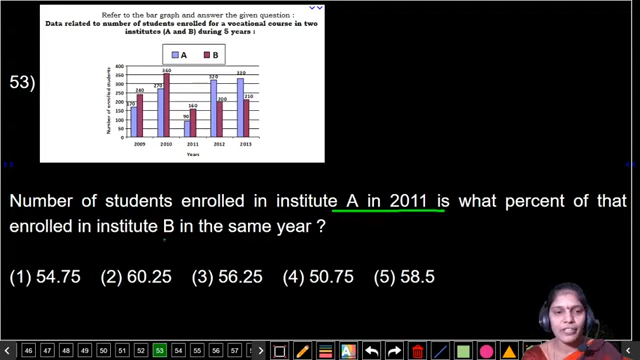 Refer to the bar graph and answer the given question :
Data related to number of students enrolled for a vocational course in two
institutes (A and B) during 5 years :
A B
53)
Number of enrolled students
400
350
300
250
200
150
100
50
0
170 240 270 360 90 160 320 200 330 210
2009 2010 2011 2012 2013
Years
Number of students enrolled in institute A in 2011 is what percent of that
enrolled in institute B in the same year ?
(1) 54.75 (2) 60.25 (3) 56.25 (4) 50.75 (5) 58.5
46 47 48 49 50 51 52 53 54 55 56 57 58 59 60